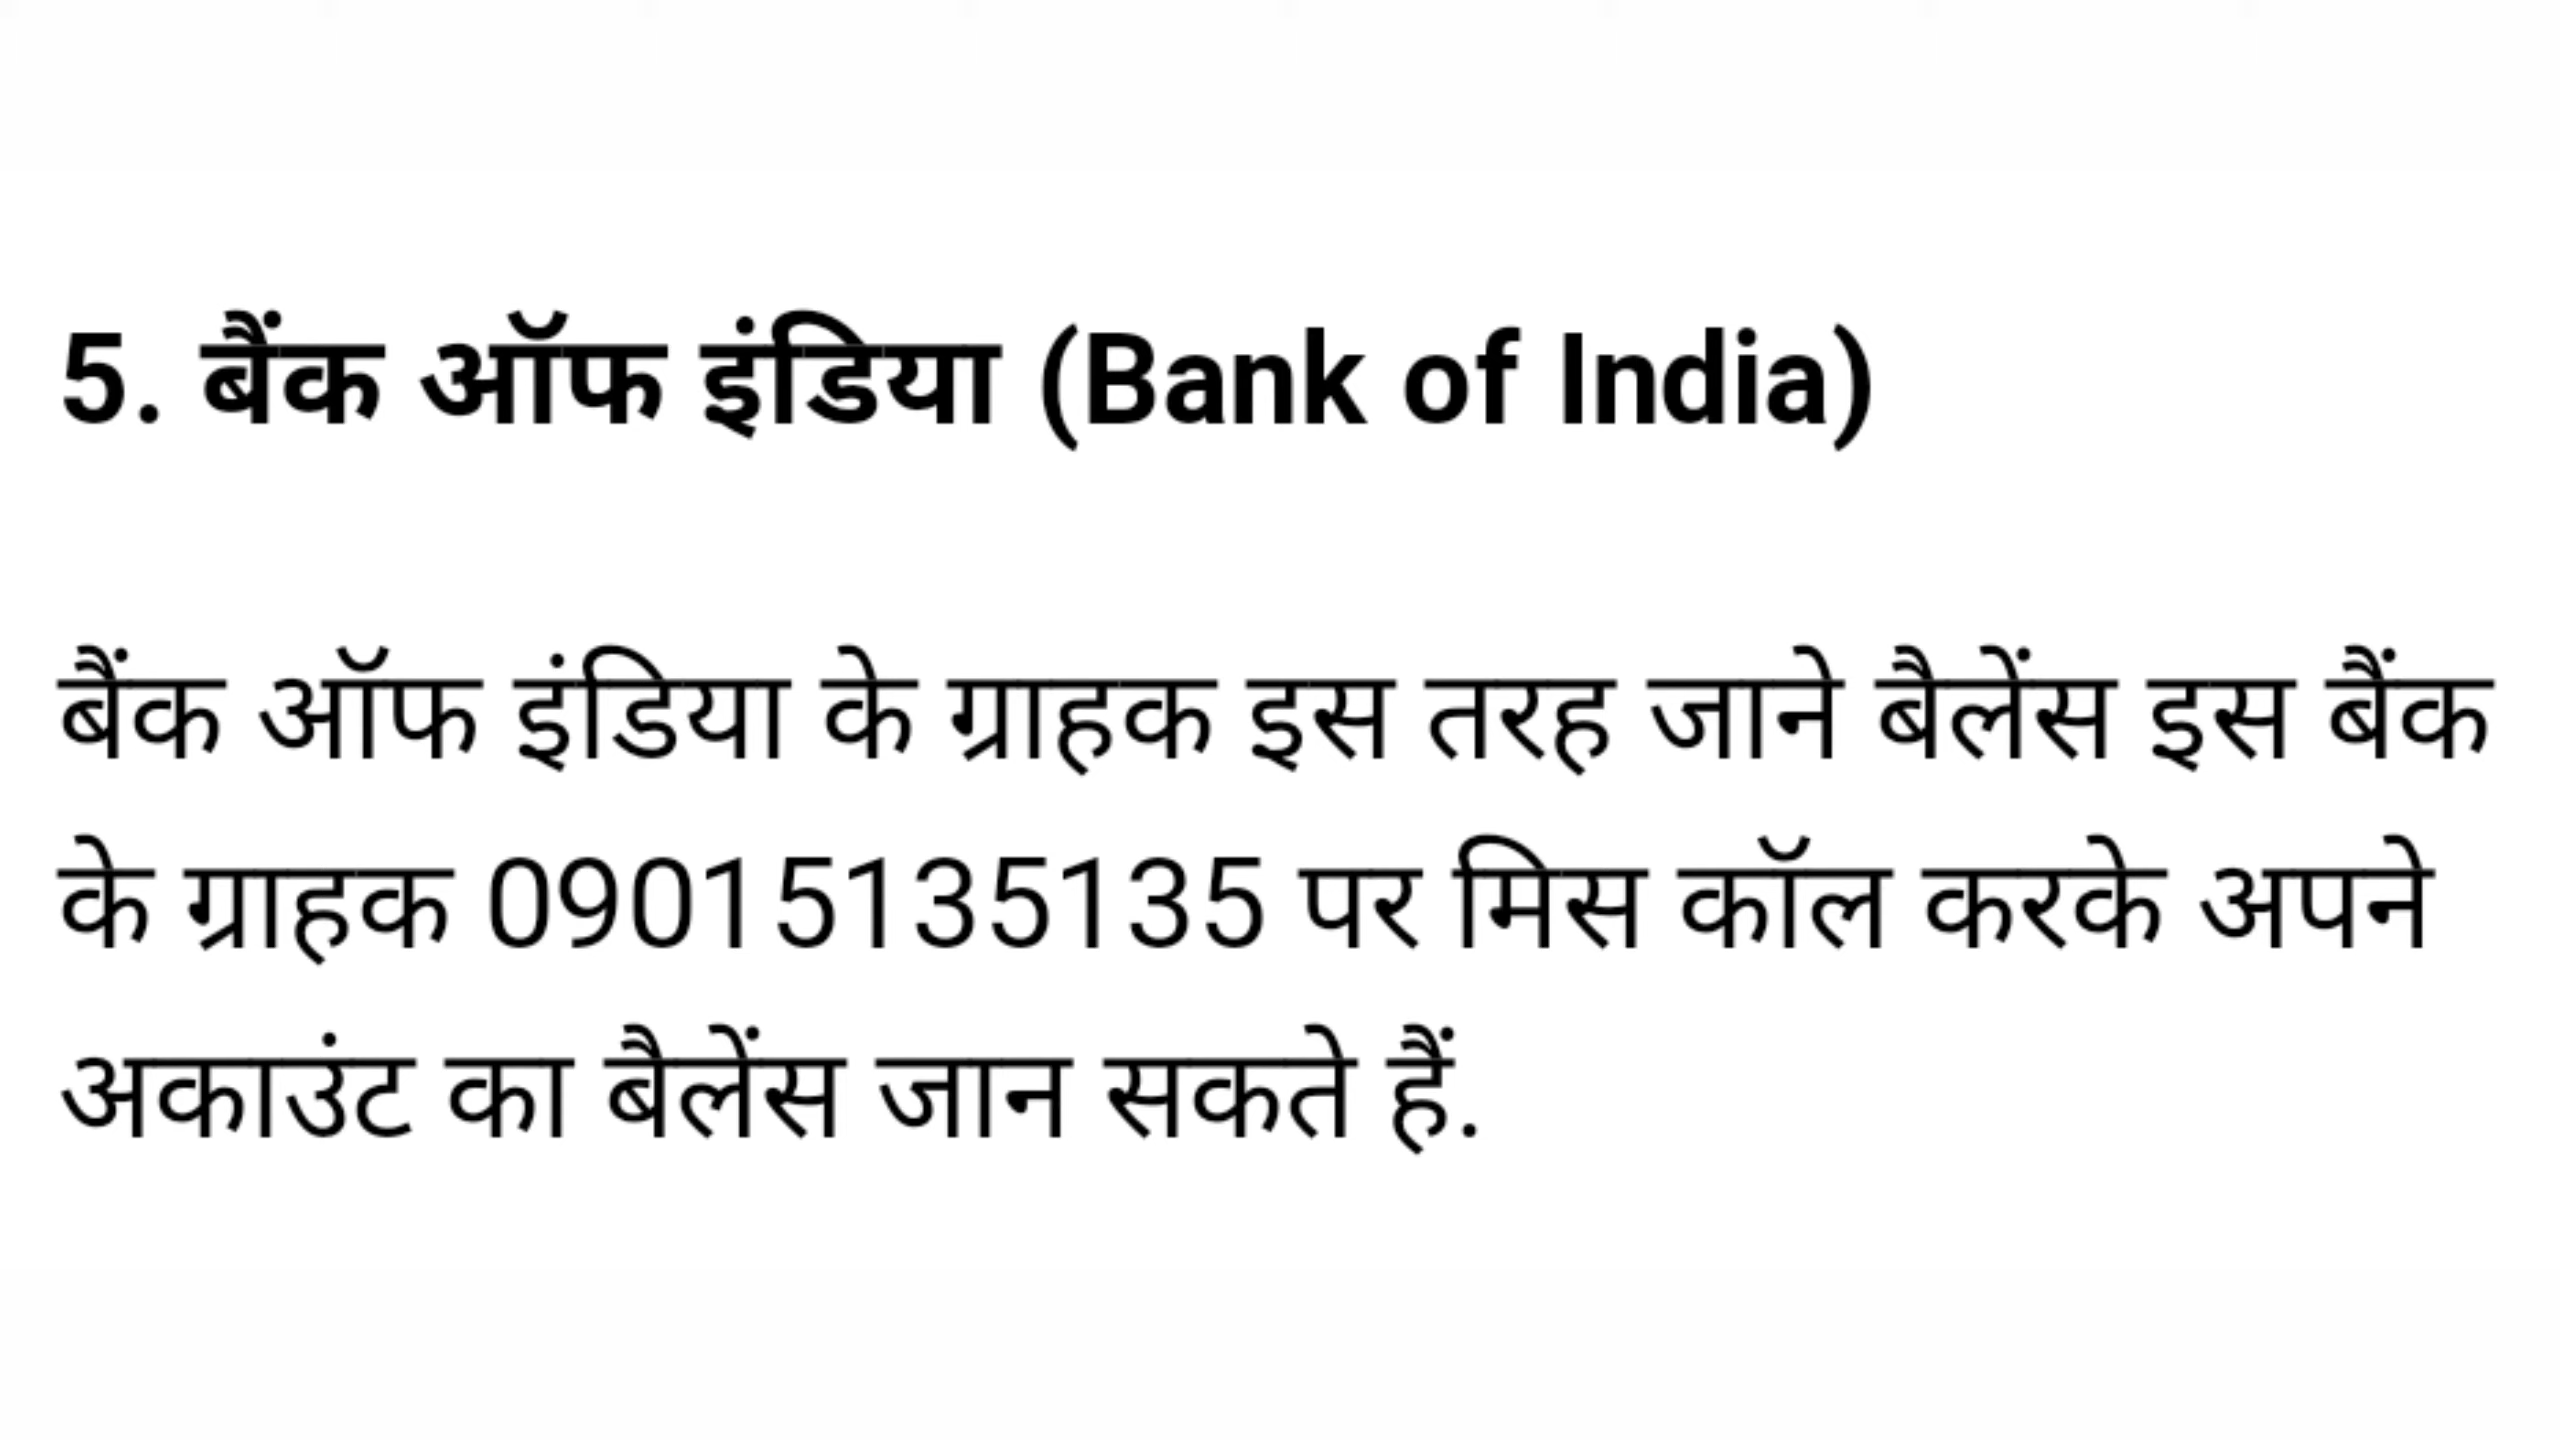 5. बैंक ऑफ इंडिया (Bank of India)
बैंक ऑफ इंडिया के ग्राहक इस तरह जाने बैलेंस इस बैंक
के ग्राहक 09015135135 पर मिस कॉल करके अपने
अकाउंट का बैलेंस जान सकते हैं.